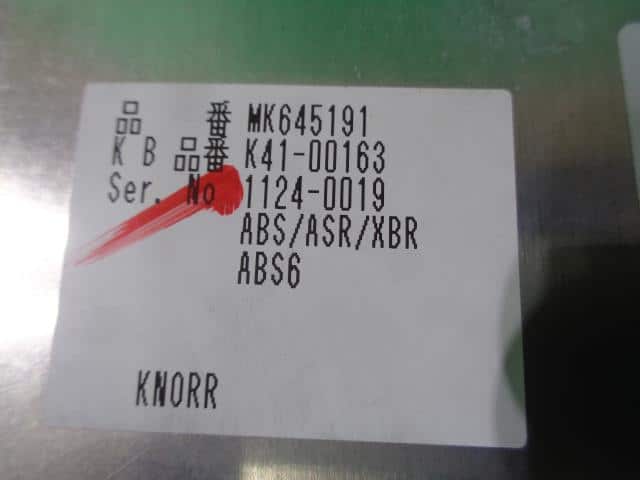 品 番 MK645191
K B 品番 K41-00163
Ser. No 1124-0019
ABS/ASR/XBR
ABS6
KNORR